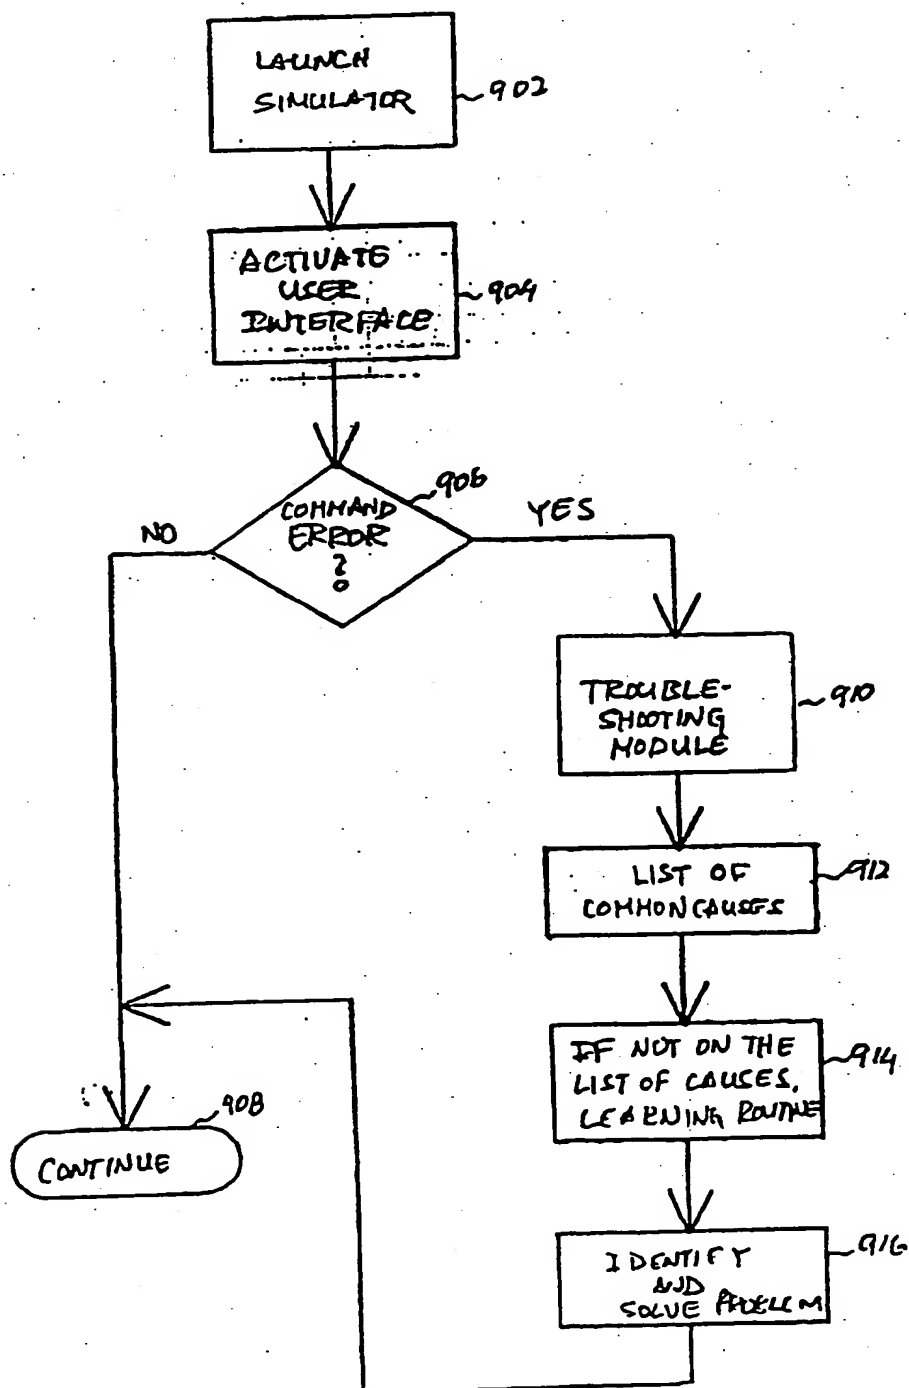 LAUNCH
SIMULATOR
902
ACTIVATE
USER
INTERFACE
904
906
COMMAND
ERROR
?
NO
YES
TROUBLE-
SHOOTING
MODULE
910
LIST OF
COMMON CAUSES
912
IF NOT ON THE
LIST OF CAUSES,
LEARNING ROUTINE
914
908
CONTINUE
IDENTIFY
AND
SOLVE PROBLEM
916